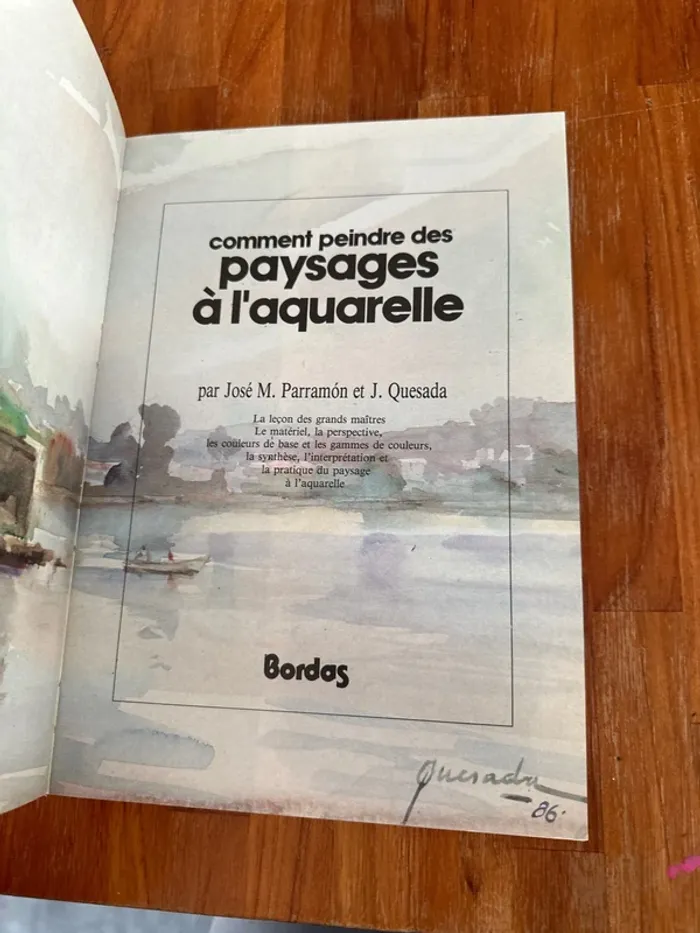 comment peindre des
paysages
à l'aquarelle
par José M. Parramón et J. Quesada
La leçon des grands maîtres
Le matériel, la perspective,
les couleurs de base et les gammes de couleurs,
la synthèse, l'interprétation et
la pratique du paysage
à l'aquarelle
Bordas
Quesada
86.